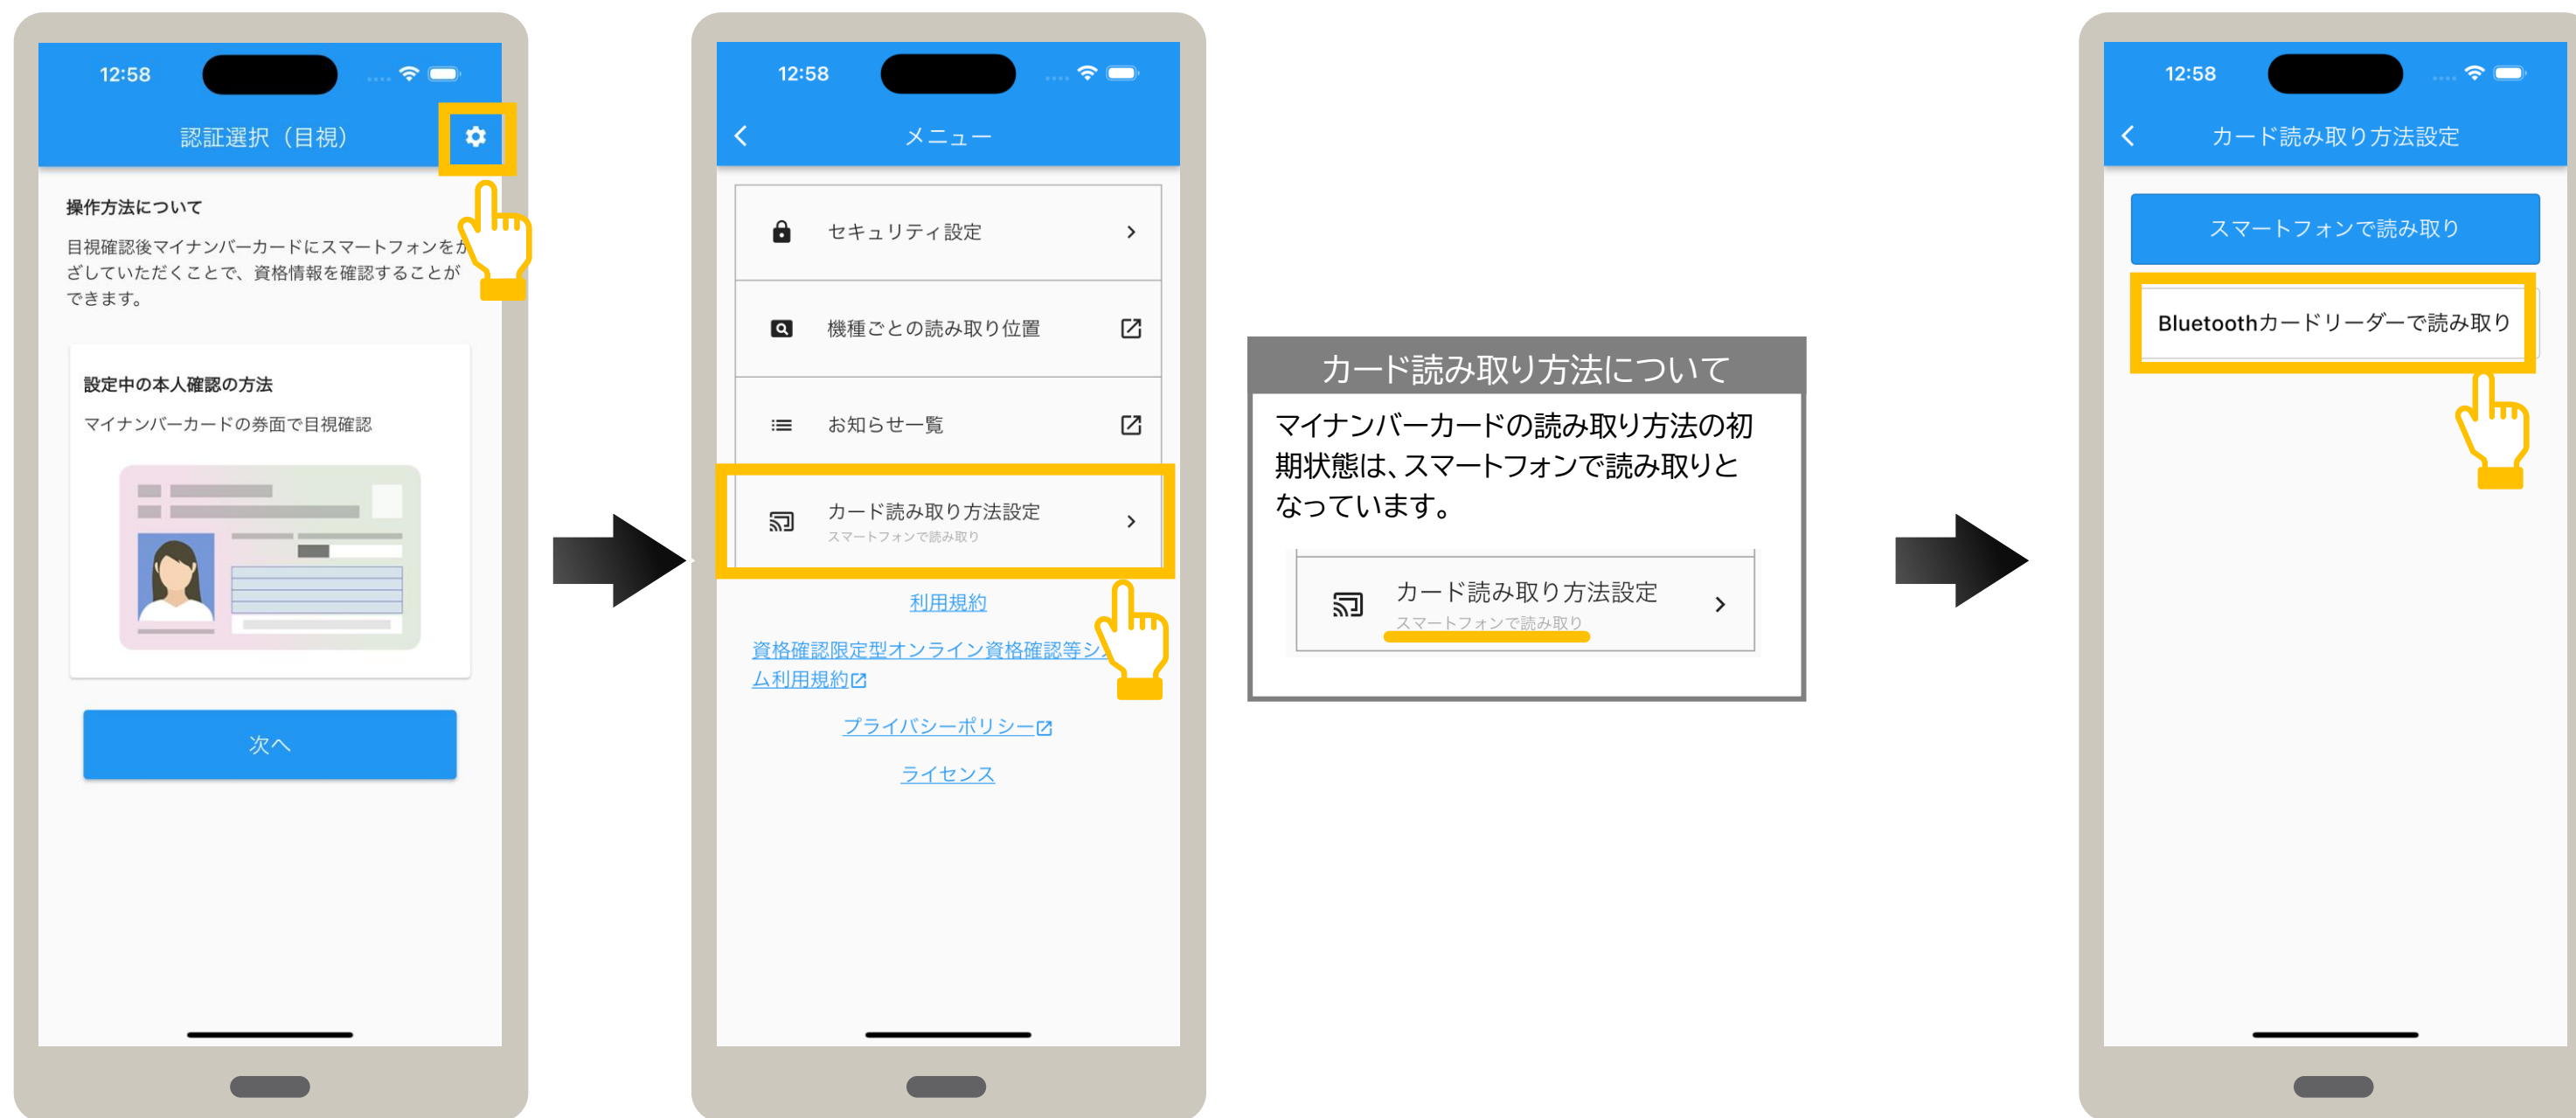 12:58
認証選択（目視）
操作方法について
目視確認後マイナンバーカードにスマートフォンをか
ざしていただくことで、資格情報を確認することが
できます。
設定中の本人確認の方法
マイナンバーカードの券面で目視確認
次へ
12:58
メニュー
セキュリティ設定
機種ごとの読み取り位置
お知らせ一覧
カード読み取り方法設定
スマートフォンで読み取り
利用規約
資格確認限定型オンライン資格確認等シ
ム利用規約
プライバシーポリシー
ライセンス
カード読み取り方法について
マイナンバーカードの読み取り方法の初
期状態は、スマートフォンで読み取りと
なっています。
カード読み取り方法設定
スマートフォンで読み取り
12:58
カード読み取り方法設定
スマートフォンで読み取り
Bluetoothカードリーダーで読み取り